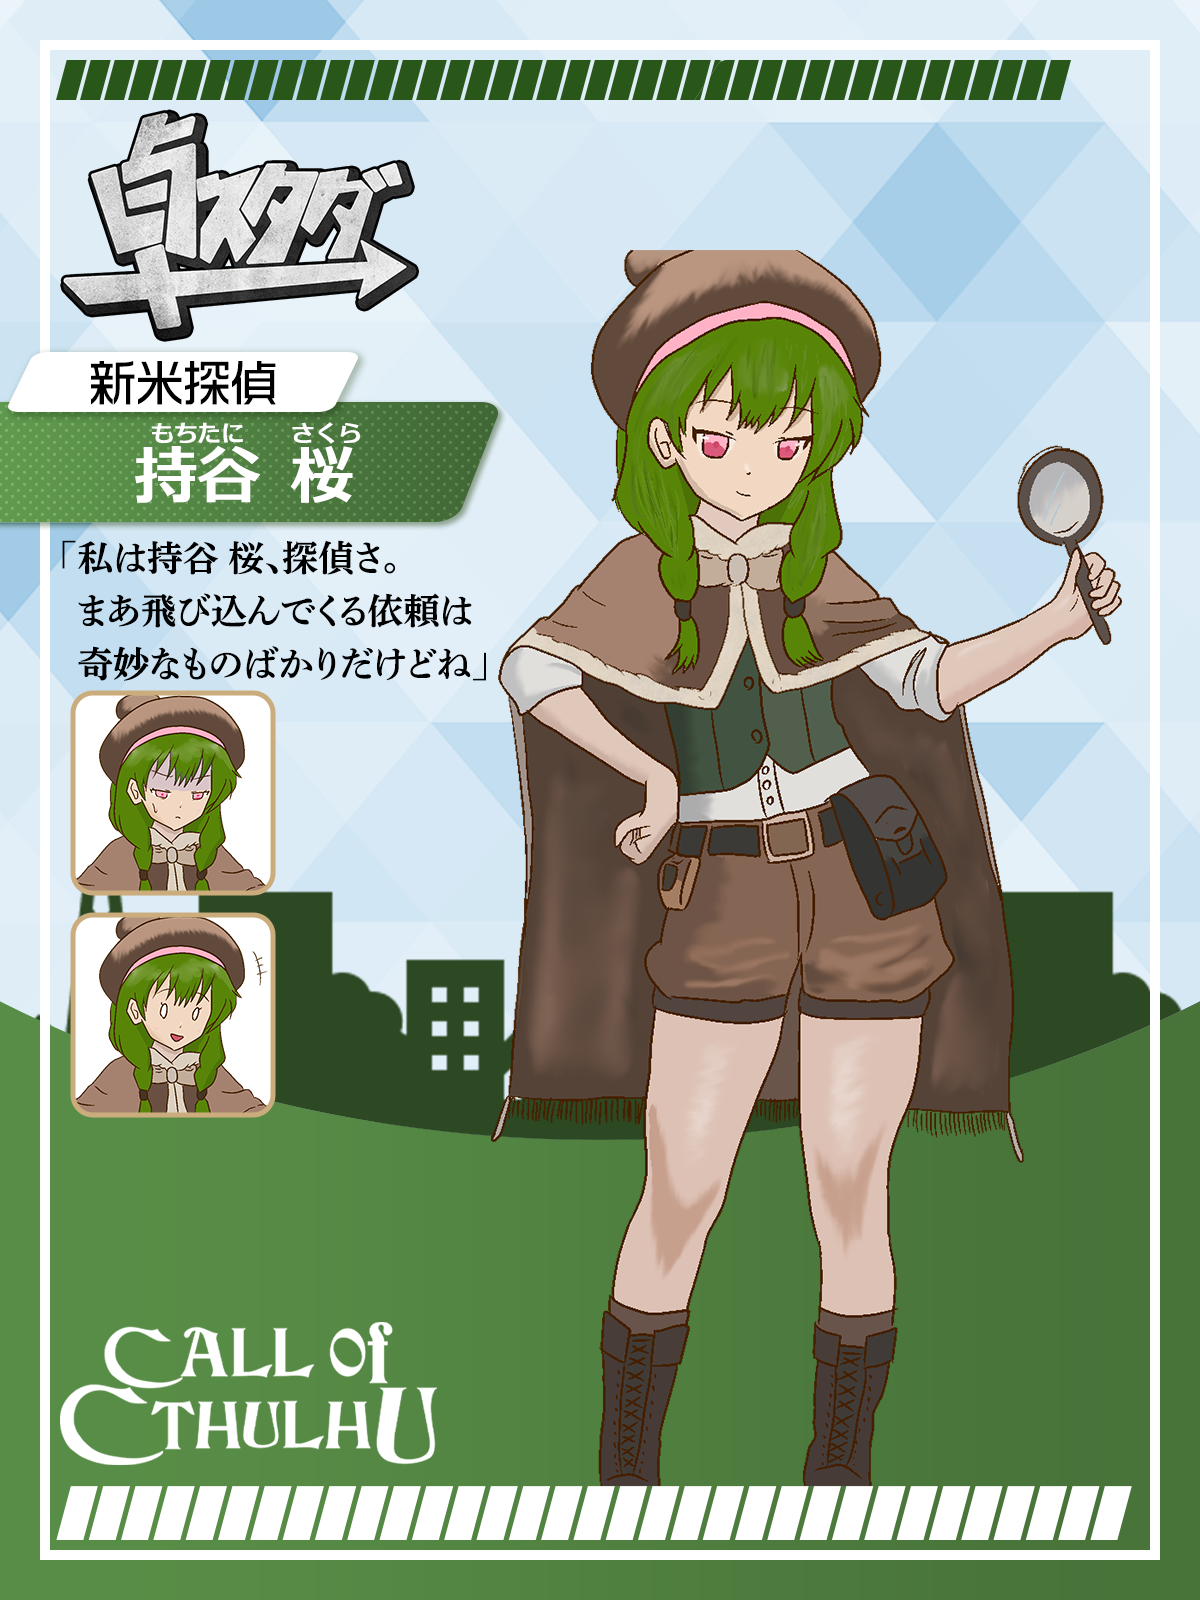 卓スタダ
新米探偵
もちたに さくら
持谷 桜
「私は持谷 桜、探偵さ。
まあ飛び込んでくる依頼は
奇妙なものばかりだけどね」
CALL Of
CTHULHU